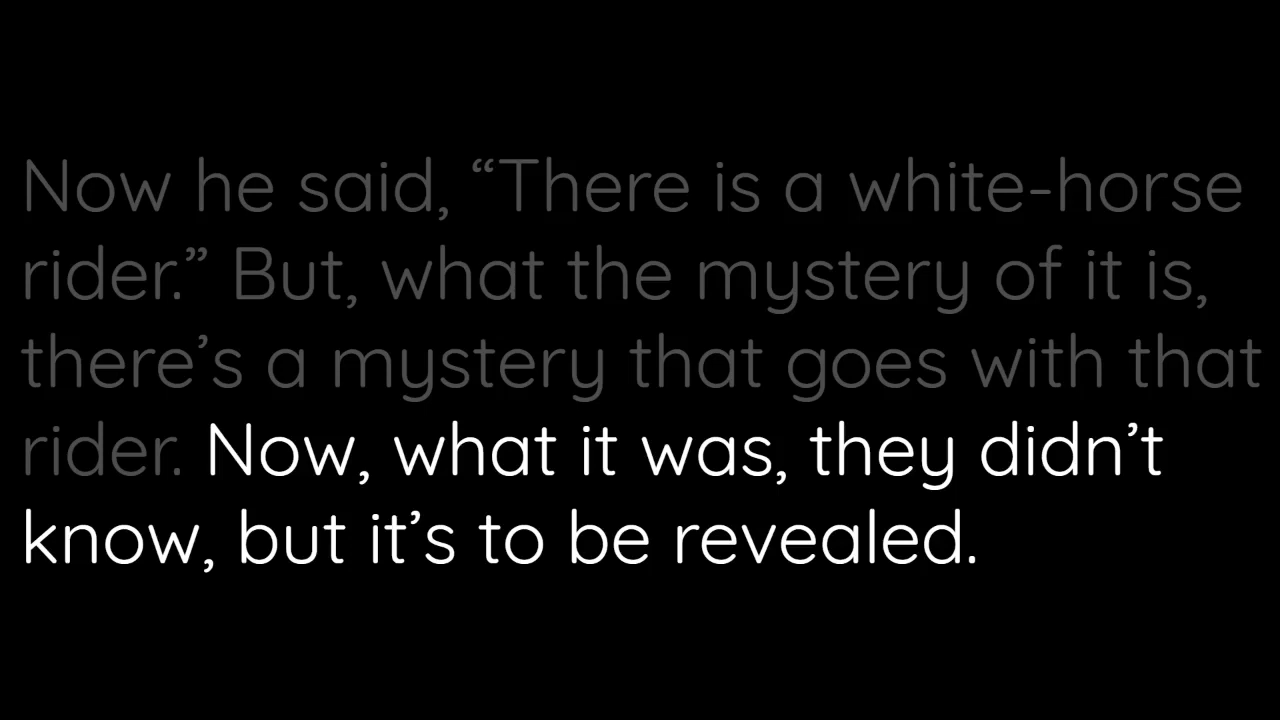 Now he said, “There is a white-horse
rider.” But, what the mystery of it is,
there’s a mystery that goes with that
rider. Now, what it was, they didn’t
know, but it’s to be revealed.